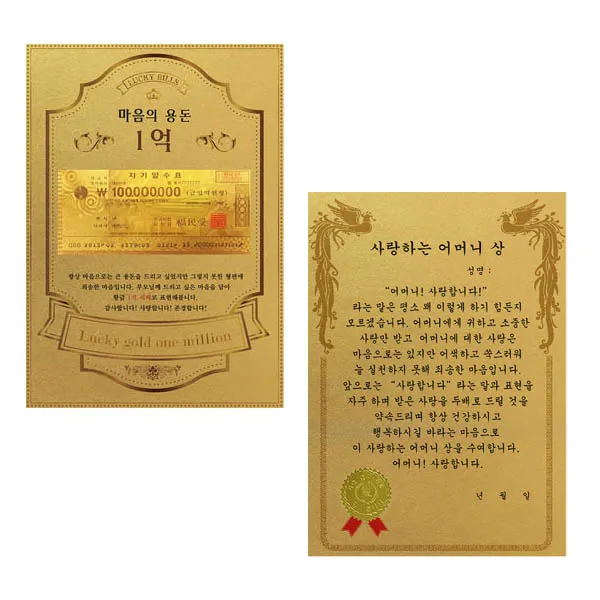 LUCKY BILLS
마음의 용돈
1억
자기앞수표
₩ 100,000,000 (금일억원정)
福民受
항상 마음으로는 큰 용돈을 드리고 싶었지만 그렇지 못한 형편에
죄송한 마음입니다. 부모님께 드리고 싶은 마음을 담아
황금 1억 세레로 표현해봅니다.
감사합니다! 사랑합니다! 존경합니다!
Lucky gold one million
사랑하는 어머니 상
성명 :
“어머니! 사랑합니다!”
라는 말은 평소 왜 이렇게 하기 힘든지
모르겠습니다. 어머니에게 귀하고 소중한
사랑만 받고 어머니에 대한 사랑은
마음으로는 있지만 어색하고 쑥스러워
늘 실천하지 못해 죄송한 마음입니다.
앞으로는 “사랑합니다” 라는 말과 표현을
자주 하며 받은 사랑을 두배로 드릴 것을
약속드리며 항상 건강하시고
행복하시길 바라는 마음으로
이 사랑하는 어머니 상을 수여합니다.
어머니! 사랑합니다.
년 월 일